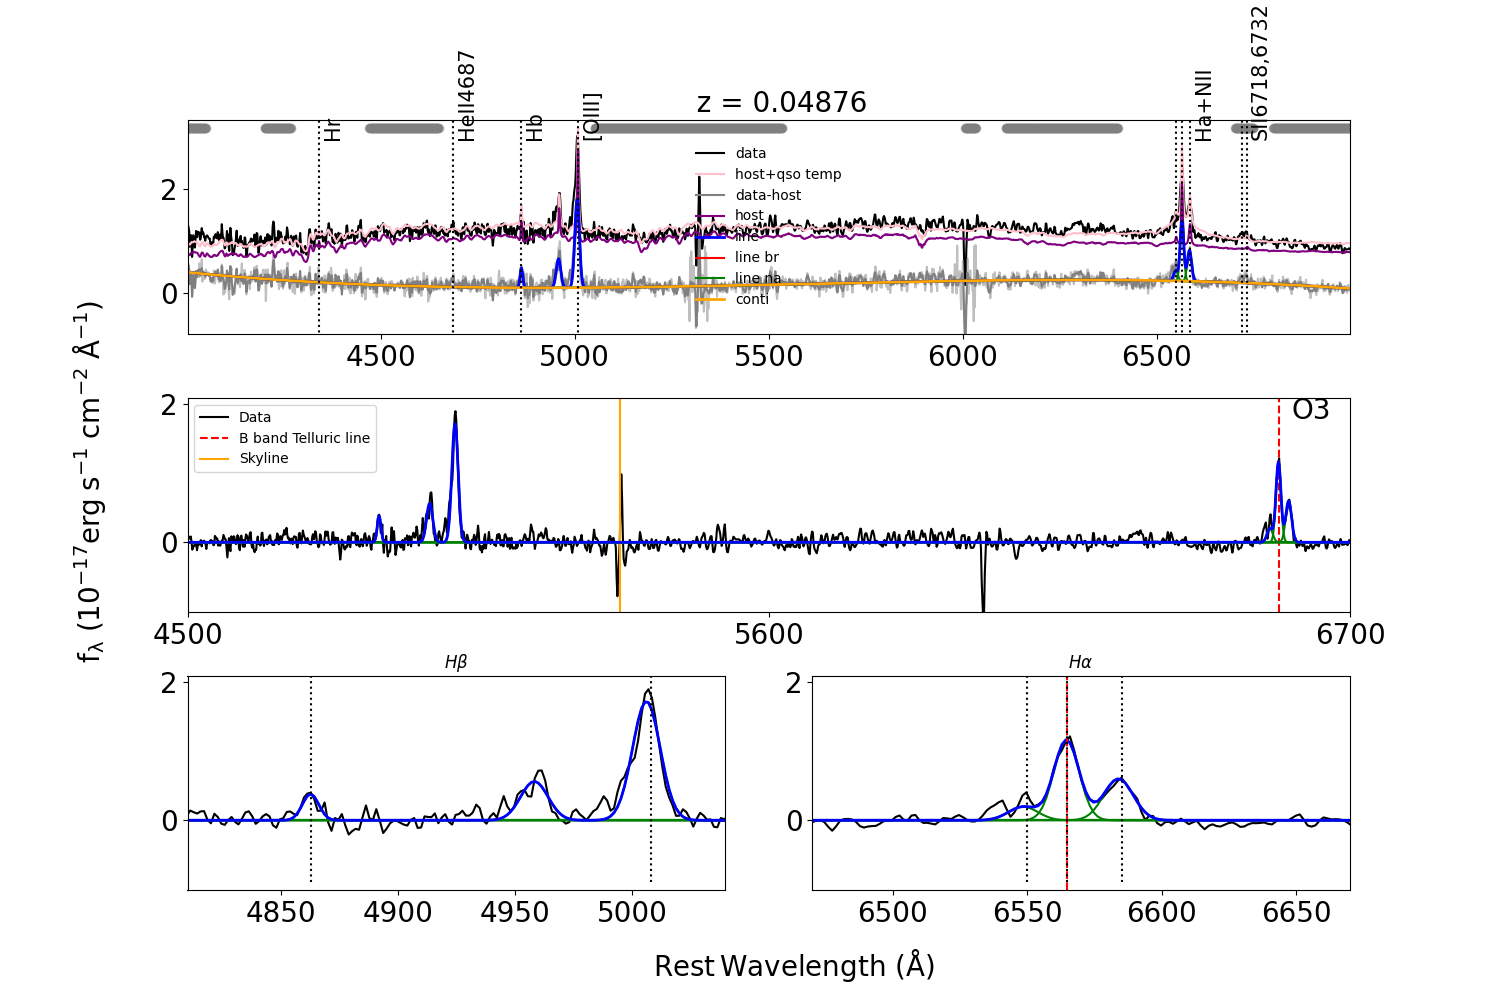 z = 0.04876
Hr
HeII4687
Hb
[OIII]
Ha+NII
SII6718,6732
data
host+qso temp
data-host
host
line
line br
line na
conti
2
0
4500 5000 5500 6000 6500
O3
Data
B band Telluric line
Skyline
2
0
4500 5600 6700
fλ (10⁻¹⁷erg s⁻¹ cm⁻² Å⁻¹)
Hβ
2
0
4850 4900 4950 5000
Hα
2
0
6500 6550 6600 6650
Rest Wavelength (Å)